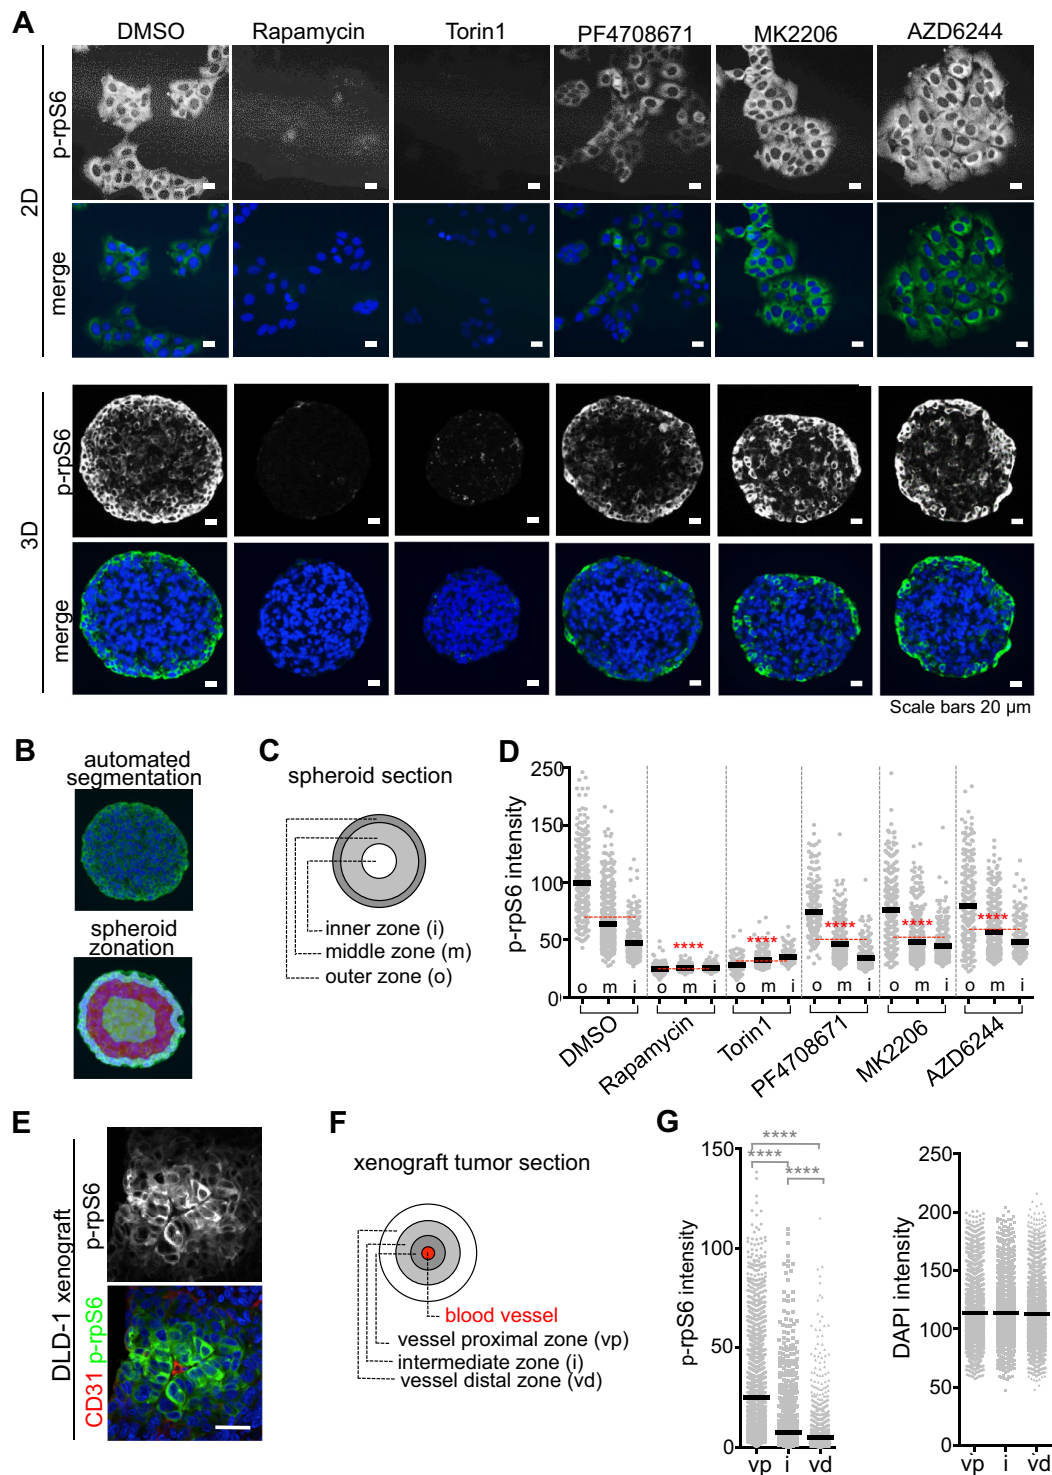 A
DMSO Rapamycin Torin1 PF4708671 MK2206 AZD6244
2D
p-rpS6
merge
3D
p-rpS6
merge
Scale bars 20 µm
B
automated
segmentation
spheroid
zonation
C
spheroid section
inner zone (i)
middle zone (m)
outer zone (o)
D
p-rpS6 intensity
250
150
100
50
0
**** **** **** **** ****
o m i o m i o m i o m i o m i o m i
DMSO Rapamycin Torin1 PF4708671 MK2206 AZD6244
E
DLD-1 xenograft
p-rpS6
CD31 p-rpS6
F
xenograft tumor section
blood vessel
vessel proximal zone (vp)
intermediate zone (i)
vessel distal zone (vd)
G
p-rpS6 intensity
150
100
50
0
****
**** ****
vp i vd
DAPI intensity
250
200
150
100
50
0
vp i vd